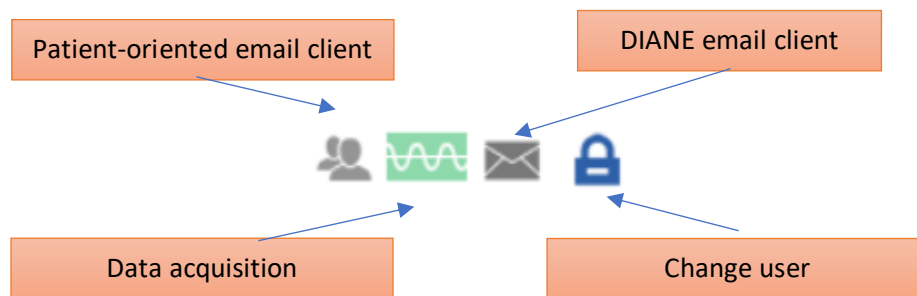 Patient-oriented email client
DIANE email client
Data acquisition
Change user